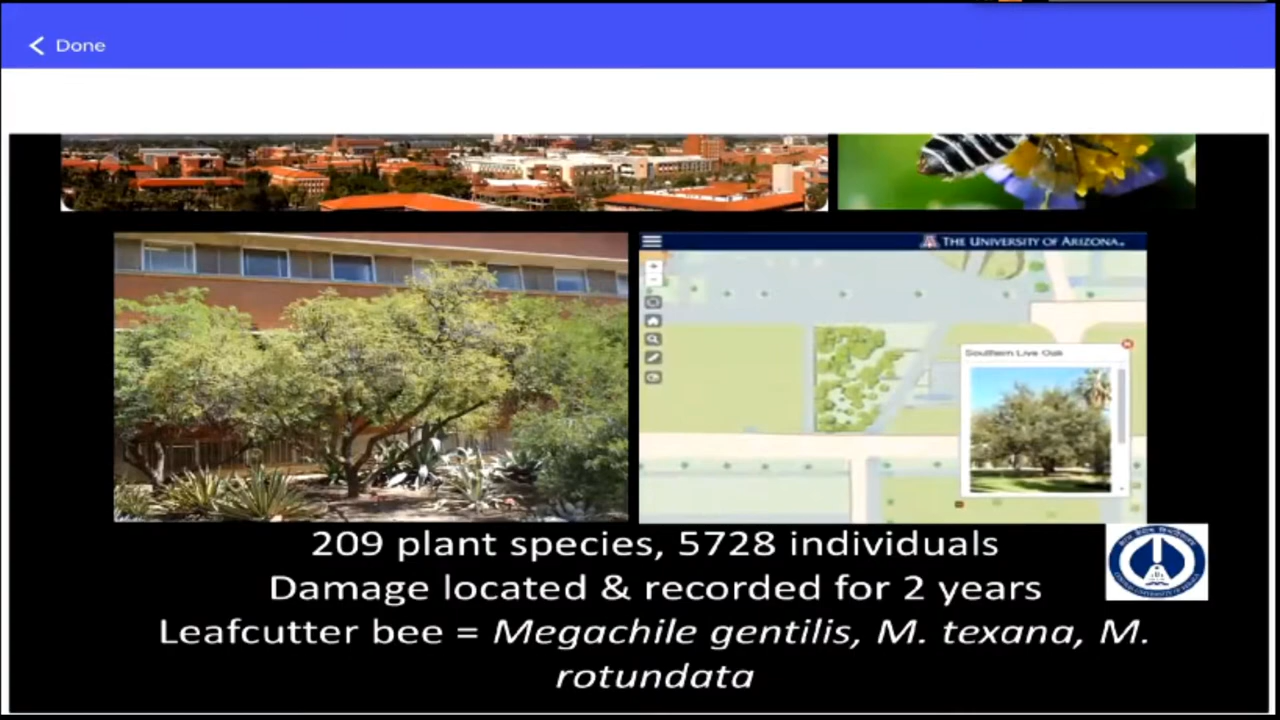 Done
THE UNIVERSITY OF ARIZONA.
Southern Live Oak
209 plant species, 5728 individuals
Damage located & recorded for 2 years
Leafcutter bee = Megachile gentilis, M. texana, M.
rotundata